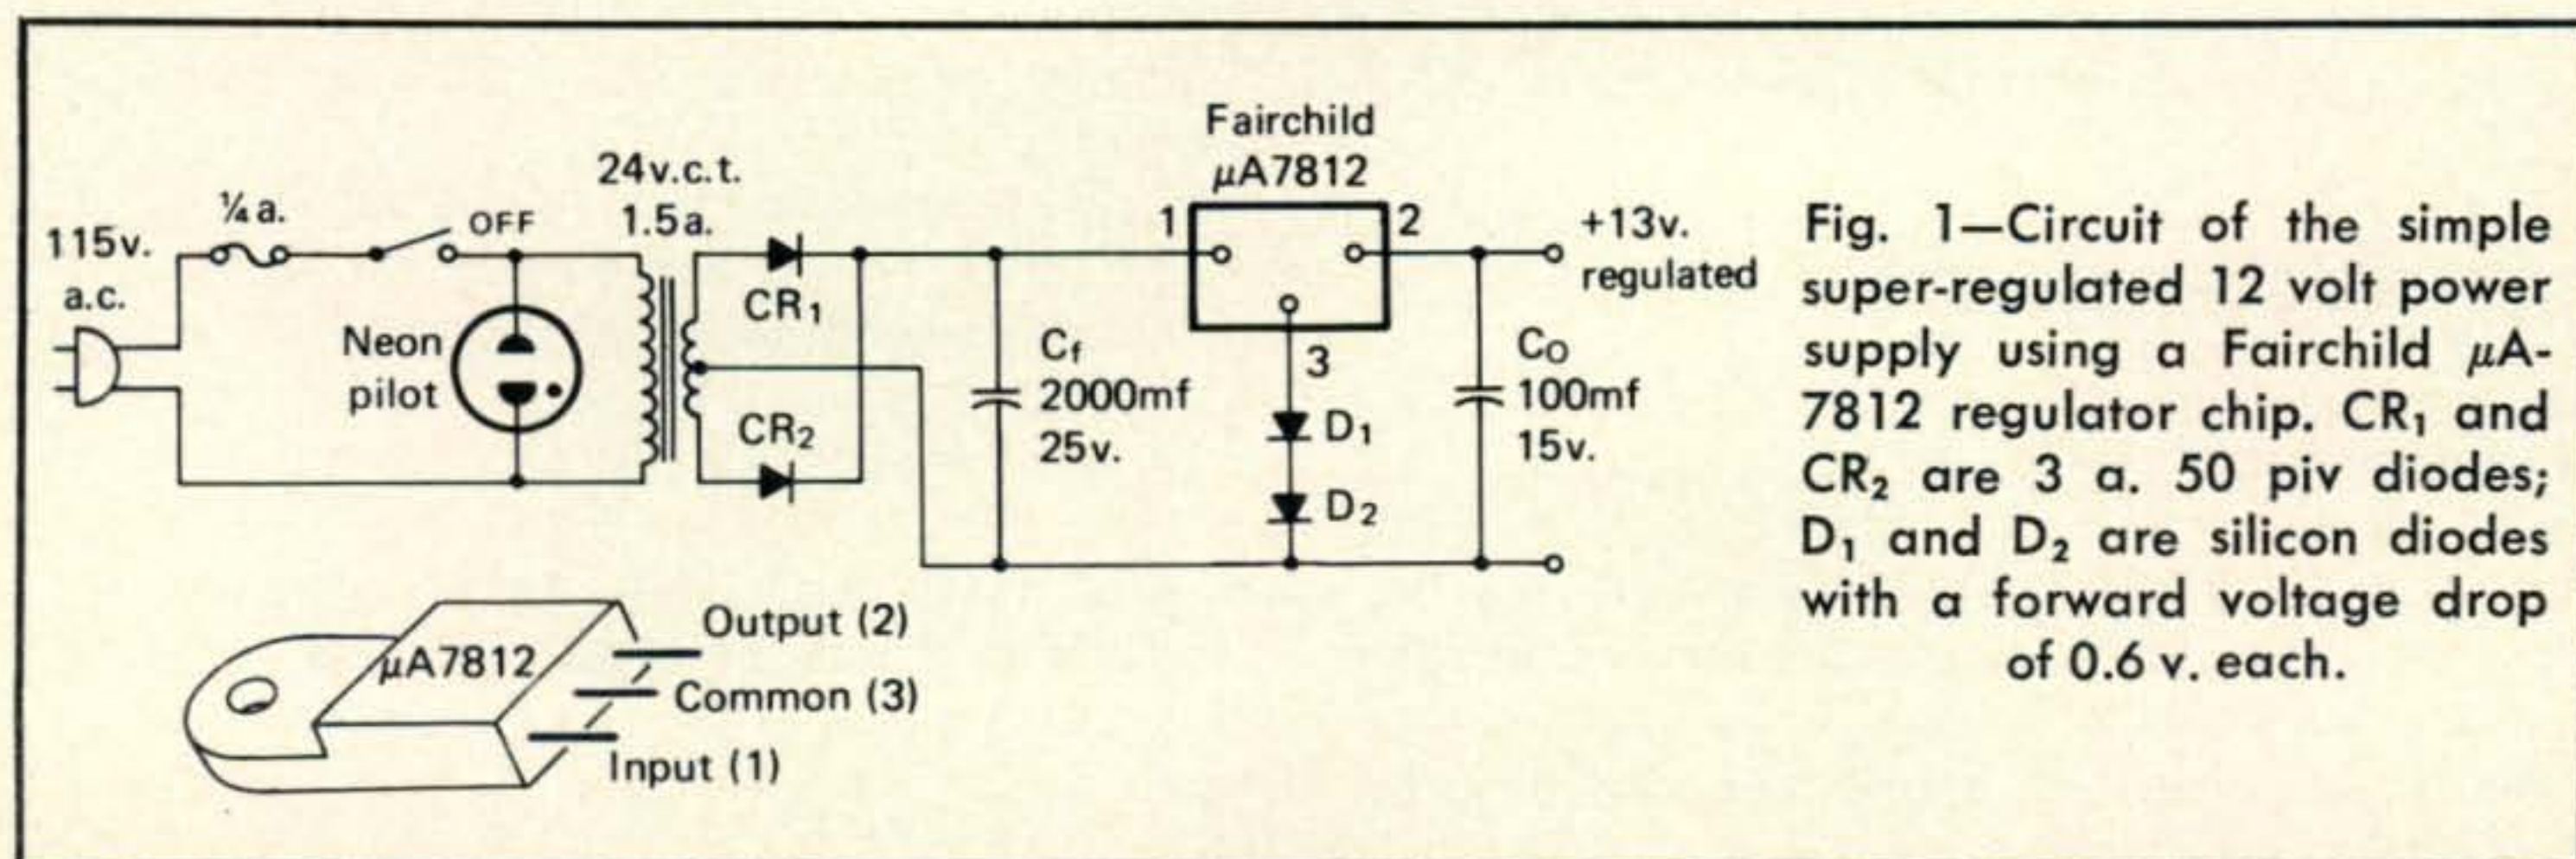 115v.
a.c.
¼ a.
OFF
Neon
pilot
24v.c.t.
1.5a.
CR₁
CR₂
Cf
2000mf
25v.
Fairchild
µA7812
1
2
3
D₁
D₂
CO
100mf
15v.
+13v.
regulated
µA7812
Output (2)
Common (3)
Input (1)
Fig. 1—Circuit of the simple
super-regulated 12 volt power
supply using a Fairchild µA-
7812 regulator chip. CR₁ and
CR₂ are 3 a. 50 piv diodes;
D₁ and D₂ are silicon diodes
with a forward voltage drop
of 0.6 v. each.